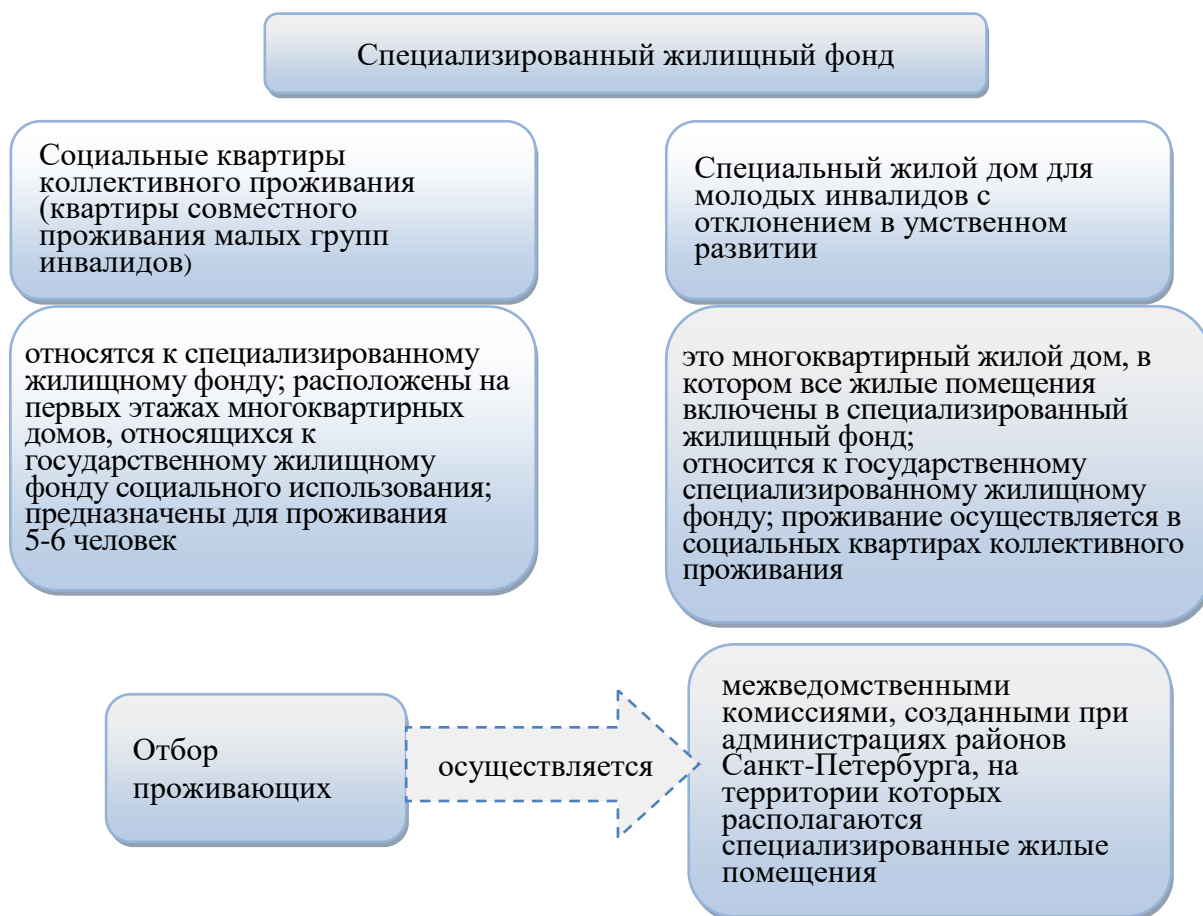 Специализированный жилищный фонд
Социальные квартиры
коллективного проживания
(квартиры совместного
проживания малых групп
инвалидов)
Специальный жилой дом для
молодых инвалидов с
отклонением в умственном
развитии
относятся к специализированному
жилищному фонду; расположены на
первых этажах многоквартирных
домов, относящихся к
государственному жилищному
фонду социального использования;
предназначены для проживания
5-6 человек
это многоквартирный жилой дом, в
котором все жилые помещения
включены в специализированный
жилищный фонд;
относится к государственному
специализированному жилищному
фонду; проживание осуществляется в
социальных квартирах коллективного
проживания
Отбор
проживающих
осуществляется
межведомственными
комиссиями, созданными при
администрациях районов
Санкт-Петербурга, на
территории которых
располагаются
специализированные жилые
помещения